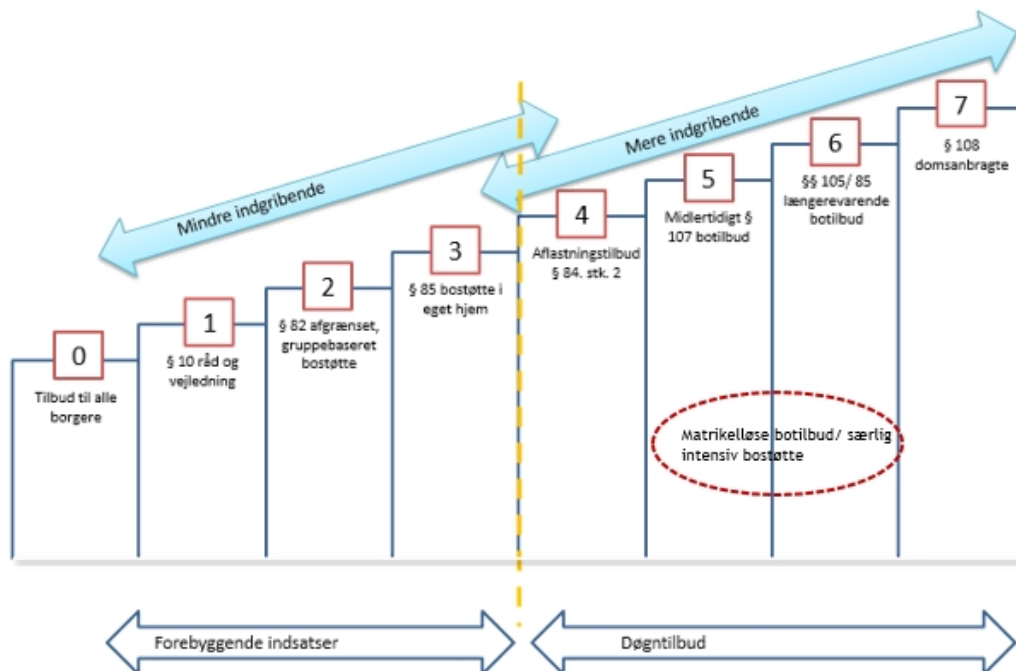 Mindre indgribende
Mere indgribende
0
Tilbud til alle
borgere
1
§ 10 råd og
vejledning
2
§ 82 afgrænset,
gruppebaseret
bostøtte
3
§ 85 bostøtte i
eget hjem
4
Aflastningstilbud
§ 84. stk. 2
5
Midlertidigt §
107 botilbud
6
§§ 105/ 85
længerevarende
botilbud
7
§ 108
domsanbragte
Matrikelløse botilbud/ særlig
intensiv bostøtte
Forebyggende indsatser
Døgntilbud